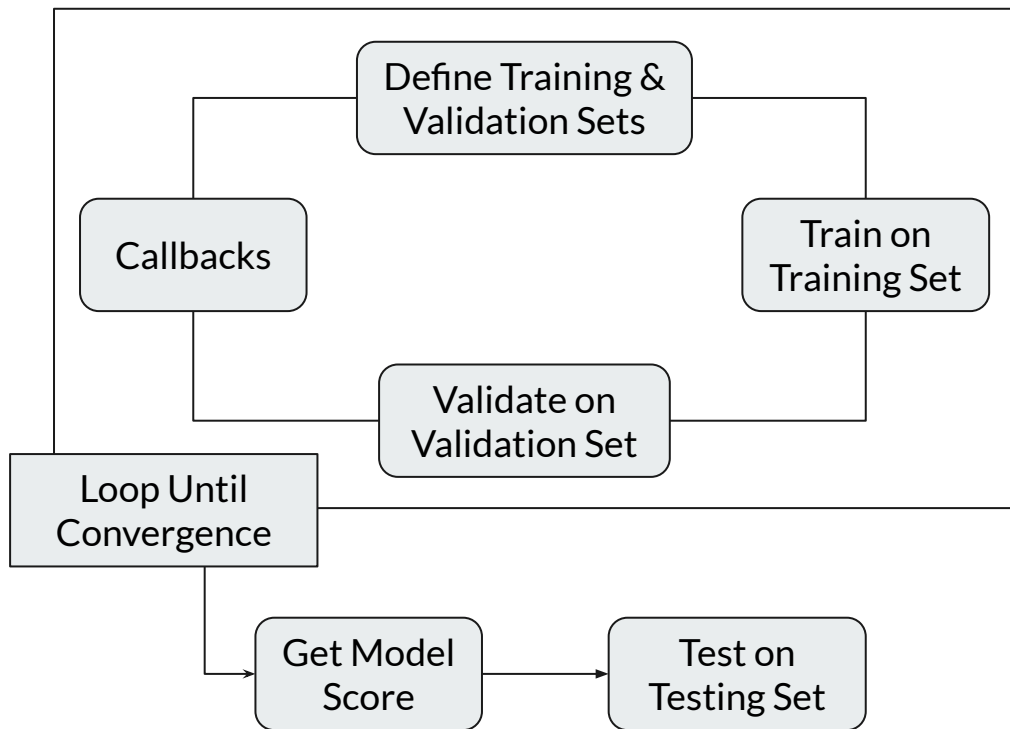 Define Training &
Validation Sets
Callbacks
Train on
Training Set
Validate on
Validation Set
Loop Until
Convergence
Get Model
Score
Test on
Testing Set